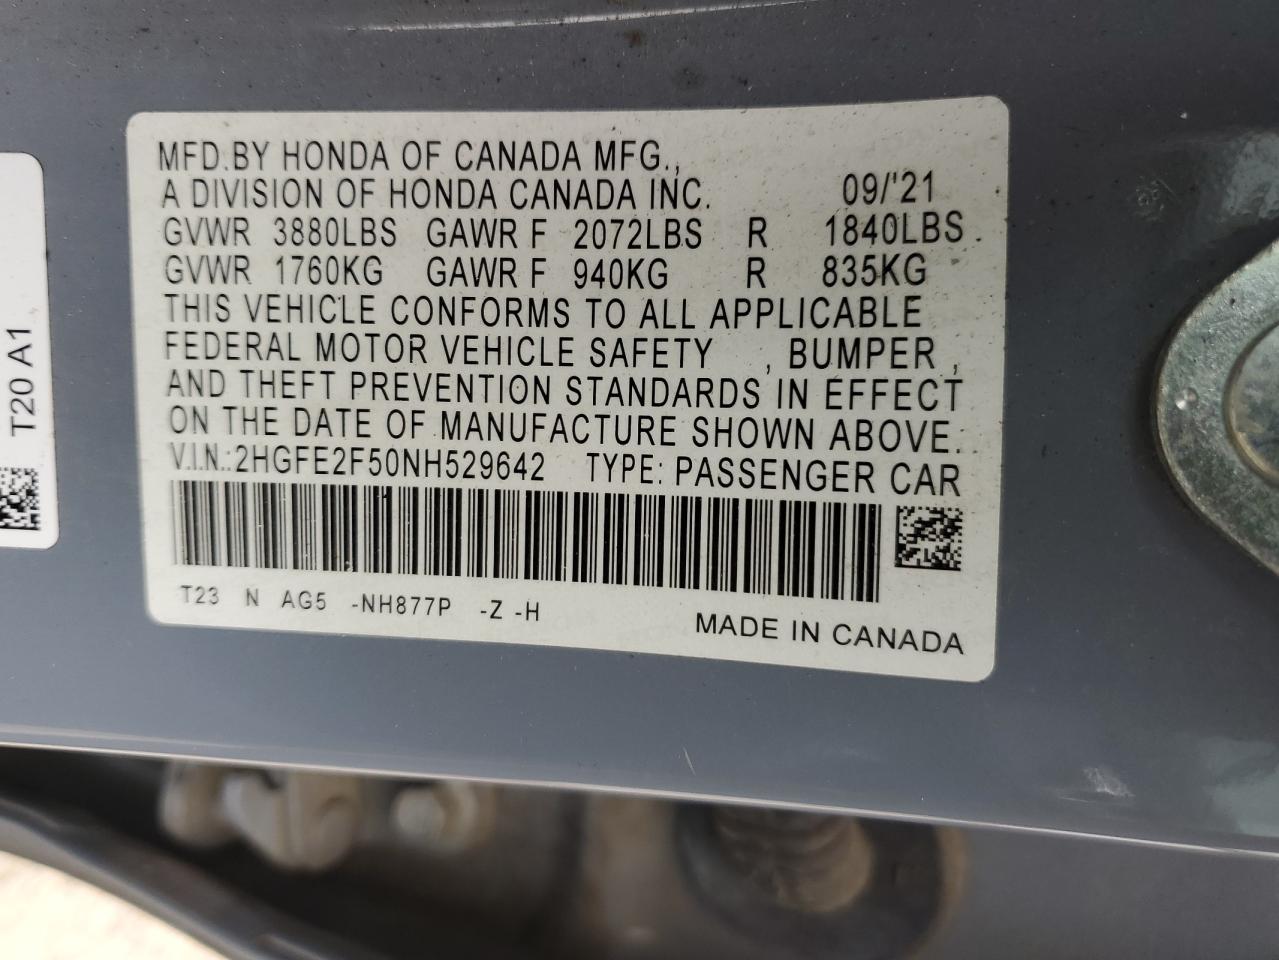 MFD.BY HONDA OF CANADA MFG.,
A DIVISION OF HONDA CANADA INC. 09/'21
GVWR 3880LBS GAWR F 2072LBS R 1840LBS
GVWR 1760KG GAWR F 940KG R 835KG
THIS VEHICLE CONFORMS TO ALL APPLICABLE
FEDERAL MOTOR VEHICLE SAFETY , BUMPER ,
AND THEFT PREVENTION STANDARDS IN EFFECT
ON THE DATE OF MANUFACTURE SHOWN ABOVE.
V.I.N.:2HGFE2F50NH529642 TYPE: PASSENGER CAR
T23 N AG5 -NH877P -Z -H
MADE IN CANADA
T20 A1